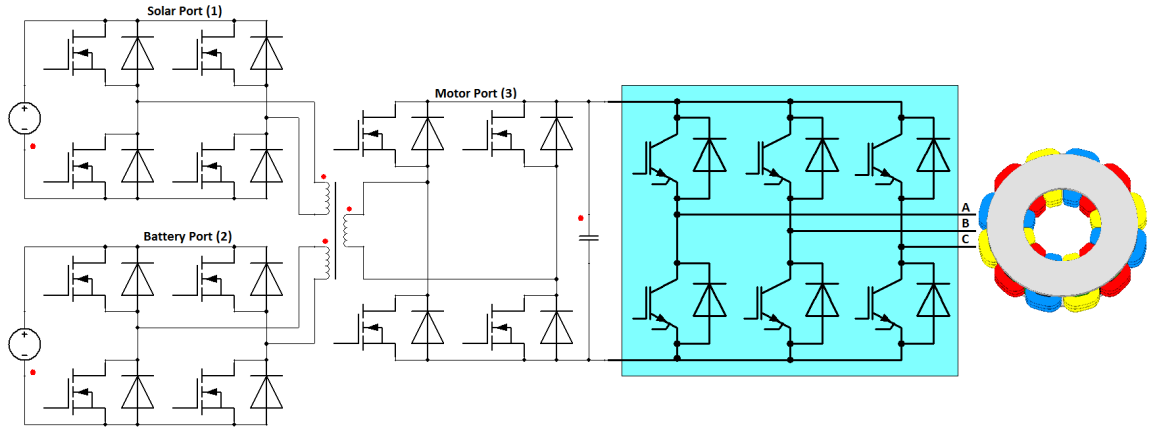 Solar Port (1)
Motor Port (3)
Battery Port (2)
A
B
C